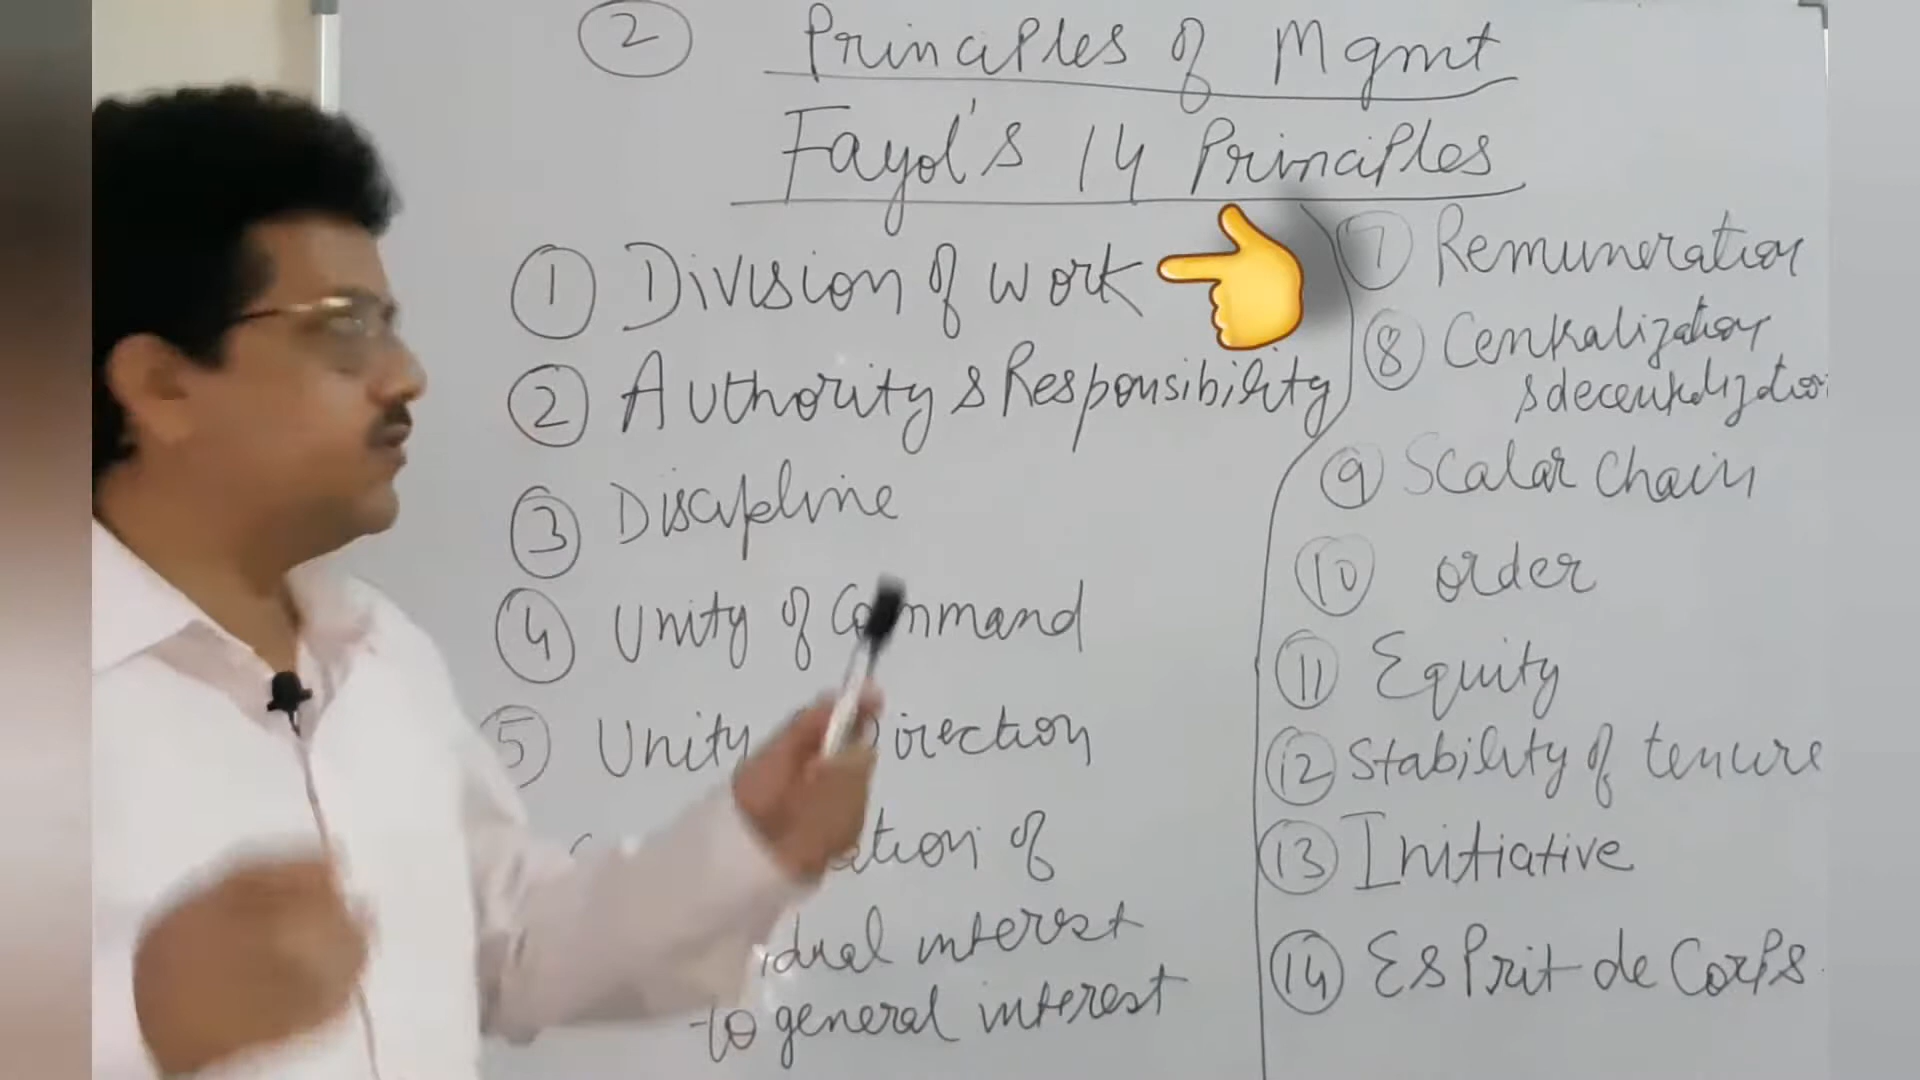 2 Principles of Mgmt
Fayol's 14 Principles
1 Division of work
2 Authority & Responsibility
3 Discipline
4 Unity of Command
5 Unity Direction
of
interest
to general interest
7 Remuneration
8 Centralization
& decentralization
9 Scalar chain
10 order
11 Equity
12 Stability of tenure
13 Initiative
14 Esprit de Corps